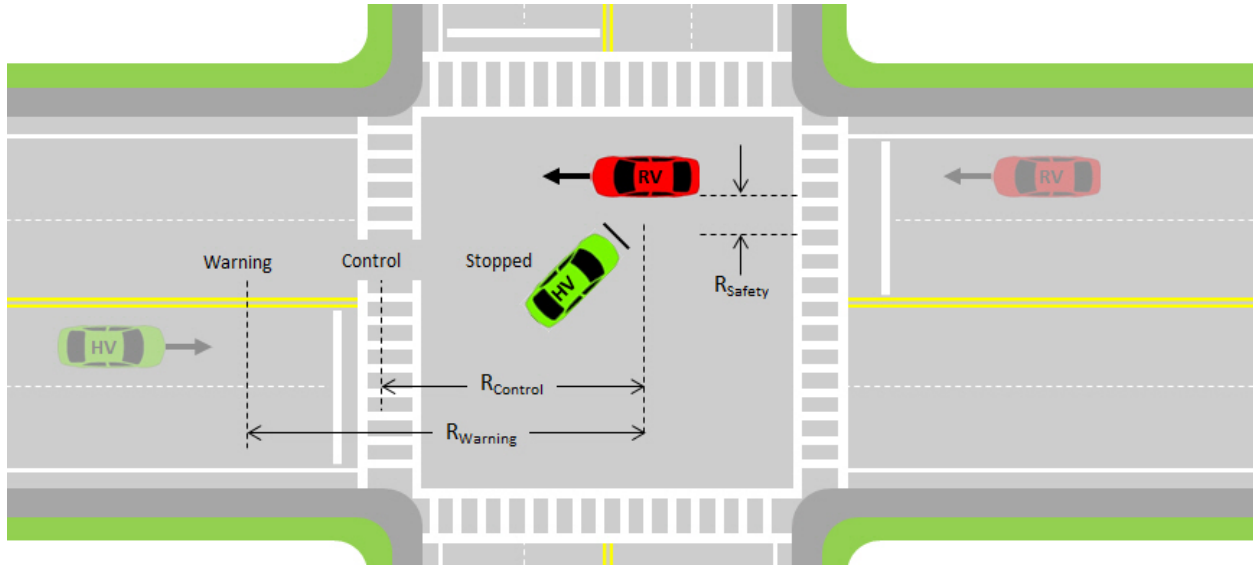 RV
RV
Warning
Control
Stopped
HV
R_Safety
HV
R_Control
R_Warning